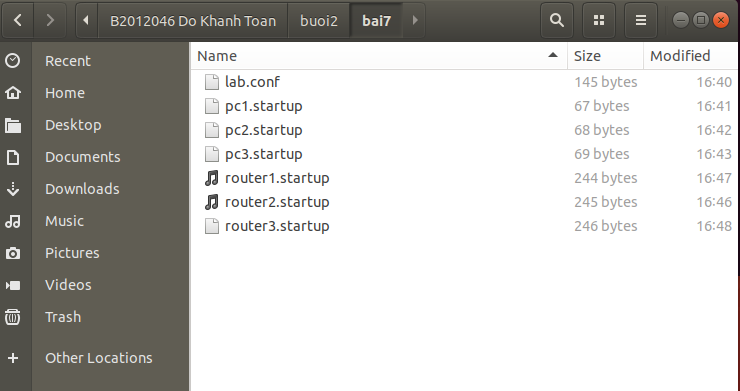 B2012046 Do Khanh Toan buoi2 bai7
Name Size Modified
Recent
Home
Desktop
Documents
Downloads
Music
Pictures
Videos
Trash
Other Locations
lab.conf 145 bytes 16:40
pc1.startup 67 bytes 16:41
pc2.startup 68 bytes 16:42
pc3.startup 69 bytes 16:43
router1.startup 244 bytes 16:47
router2.startup 245 bytes 16:46
router3.startup 246 bytes 16:48